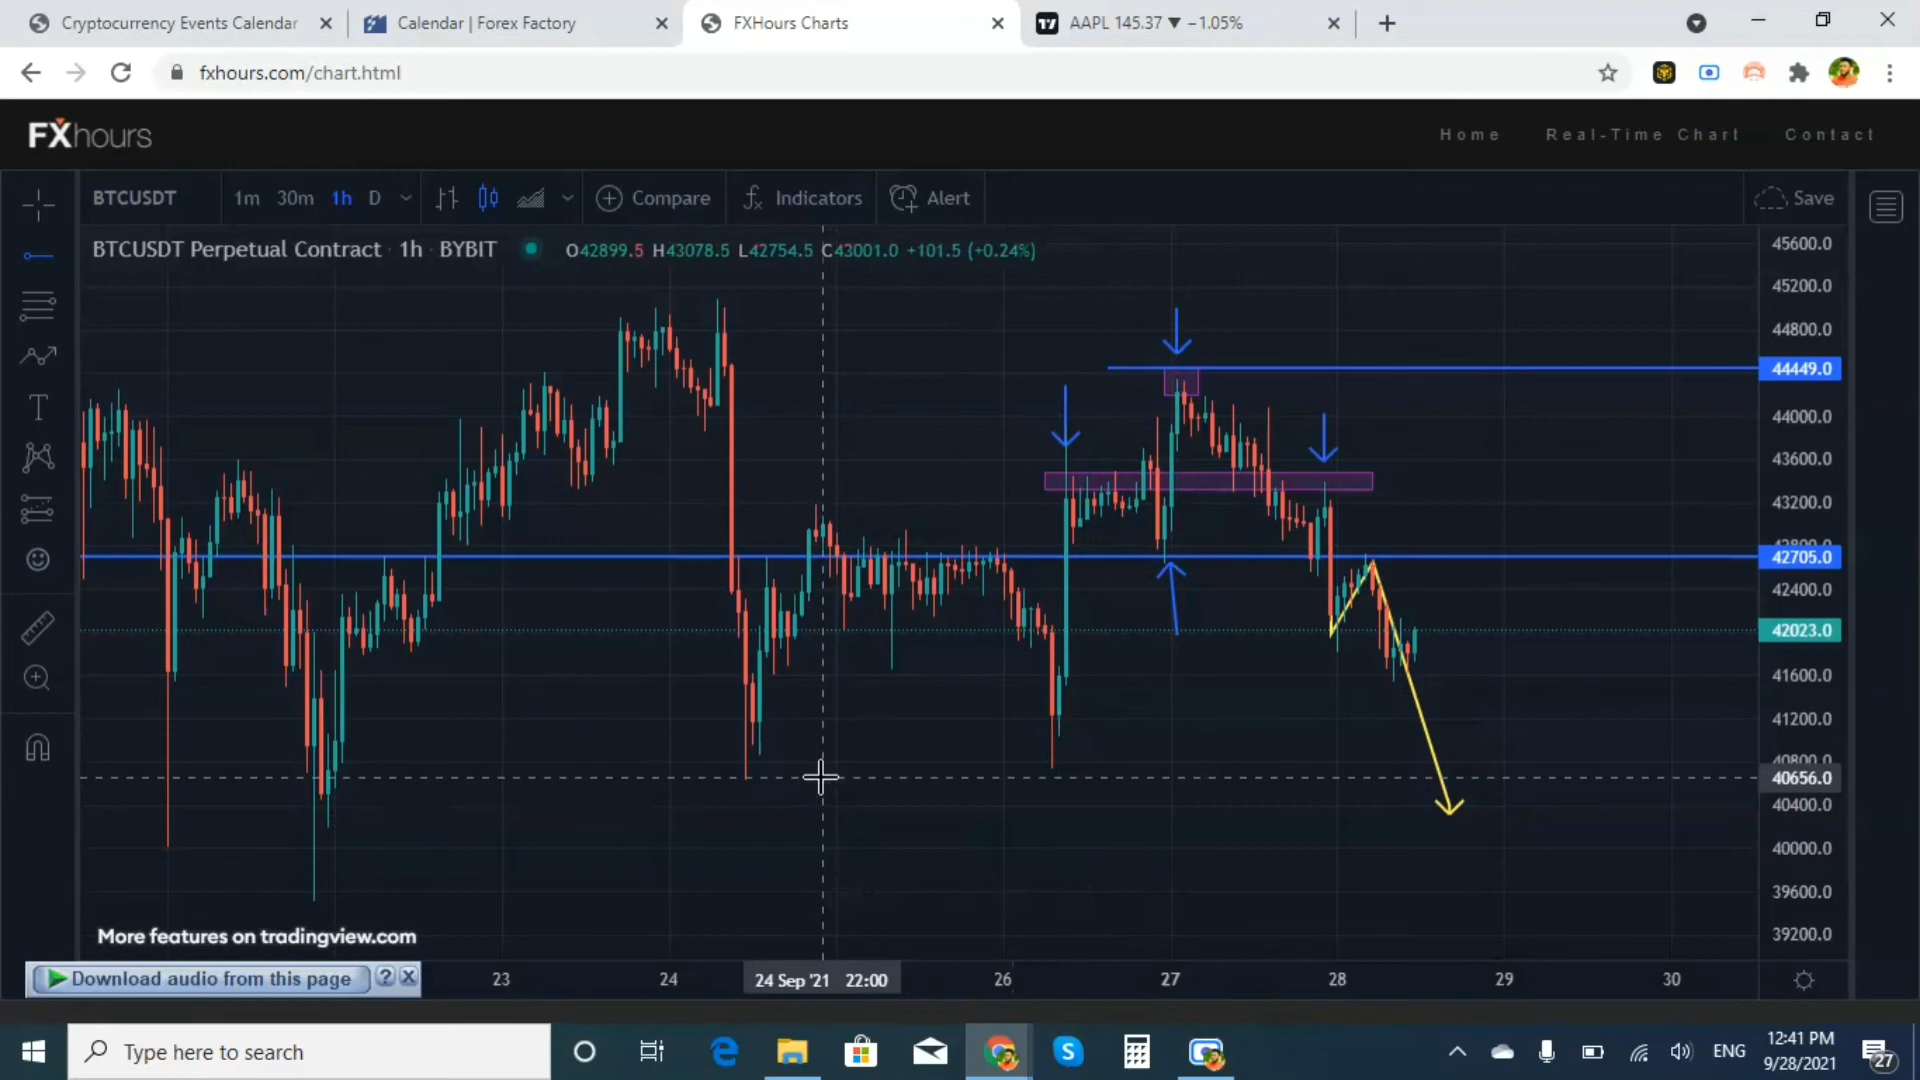 Cryptocurrency Events Calendar
Calendar | Forex Factory
FXHours Charts
AAPL 145.37 ▼ −1.05%
fxhours.com/chart.html
FXhours
Home Real-Time Chart Contact
BTCUSDT 1m 30m 1h D Compare Indicators Alert Save
BTCUSDT Perpetual Contract · 1h · BYBIT O42899.5 H43078.5 L42754.5 C43001.0 +101.5 (+0.24%)
45600.0
45200.0
44800.0
44449.0
44000.0
43600.0
43200.0
42800.0
42705.0
42400.0
42023.0
41600.0
41200.0
40800.0
40656.0
40400.0
40000.0
39600.0
39200.0
More features on tradingview.com
Download audio from this page ?
23 24 24 Sep '21 22:00 26 27 28 29 30
Type here to search
ENG
12:41 PM
9/28/2021
27